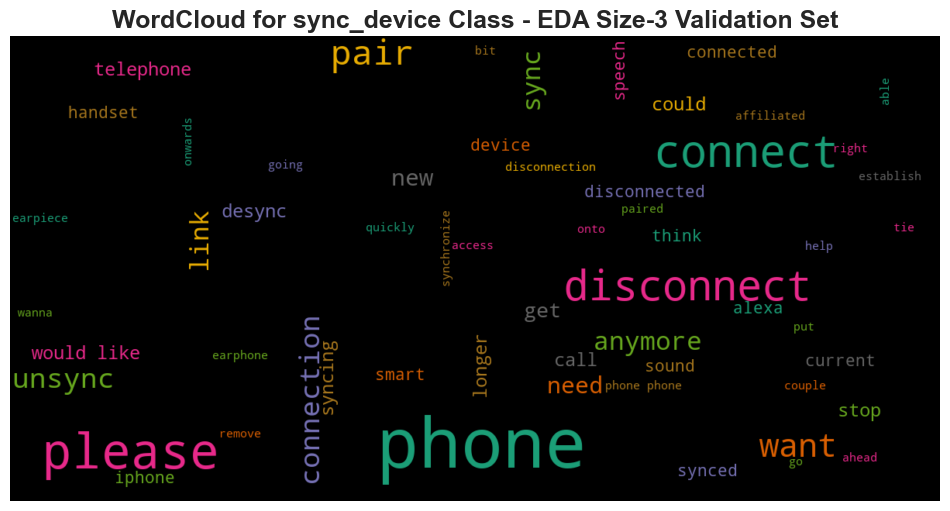 WordCloud for sync_device Class - EDA Size-3 Validation Set
pair
bit
sync
speech
connected
telephone
able
could
handset
affiliated
onwards
device
connect
right
going
disconnection
new
establish
disconnected
desync
paired
earpiece
link
quickly
synchronize
onto
think
tie
access
help
disconnect
get
alexa
wanna
put
connection
anymore
would like
earphone
syncing
longer
call
sound
current
unsync
smart
need
phone phone
couple
stop
please
remove
phone
want
ahead
go
iphone
synced